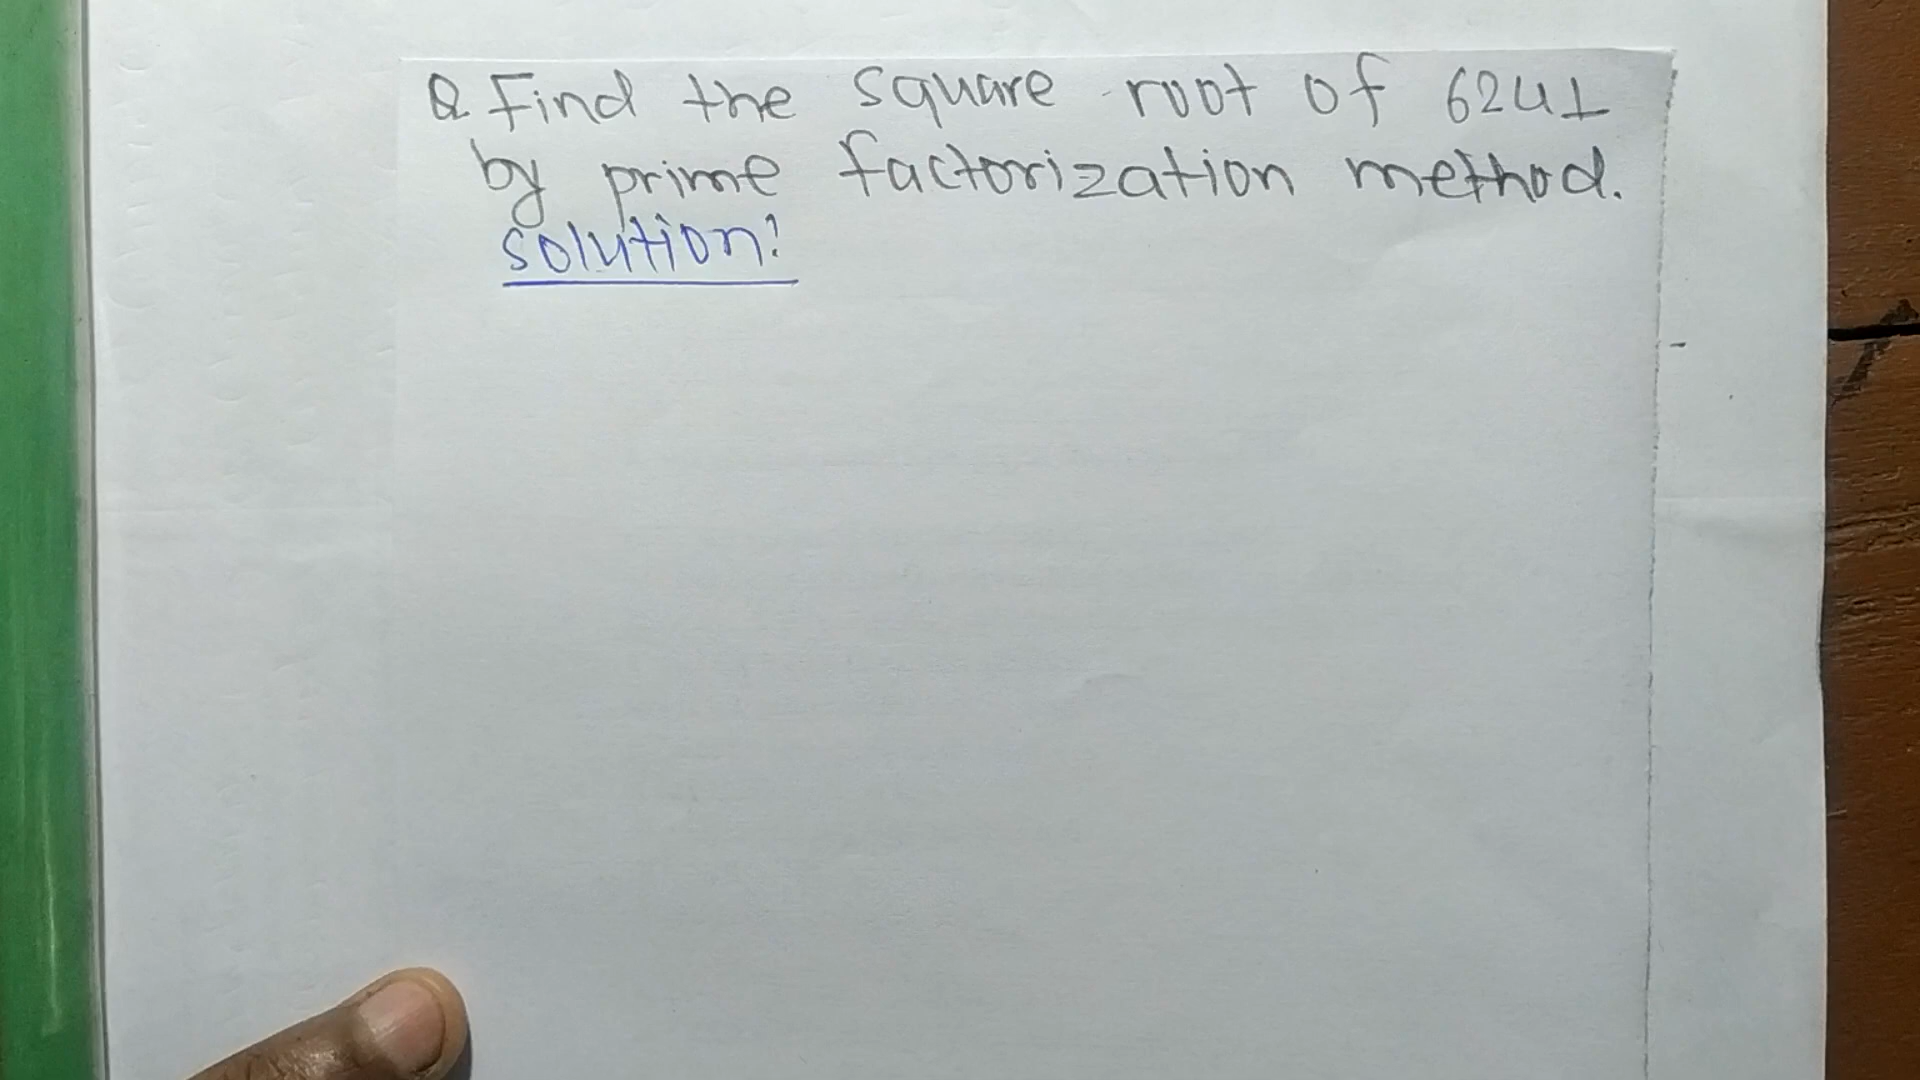 Q Find the square root of 6241
by prime factorization method.
solution: